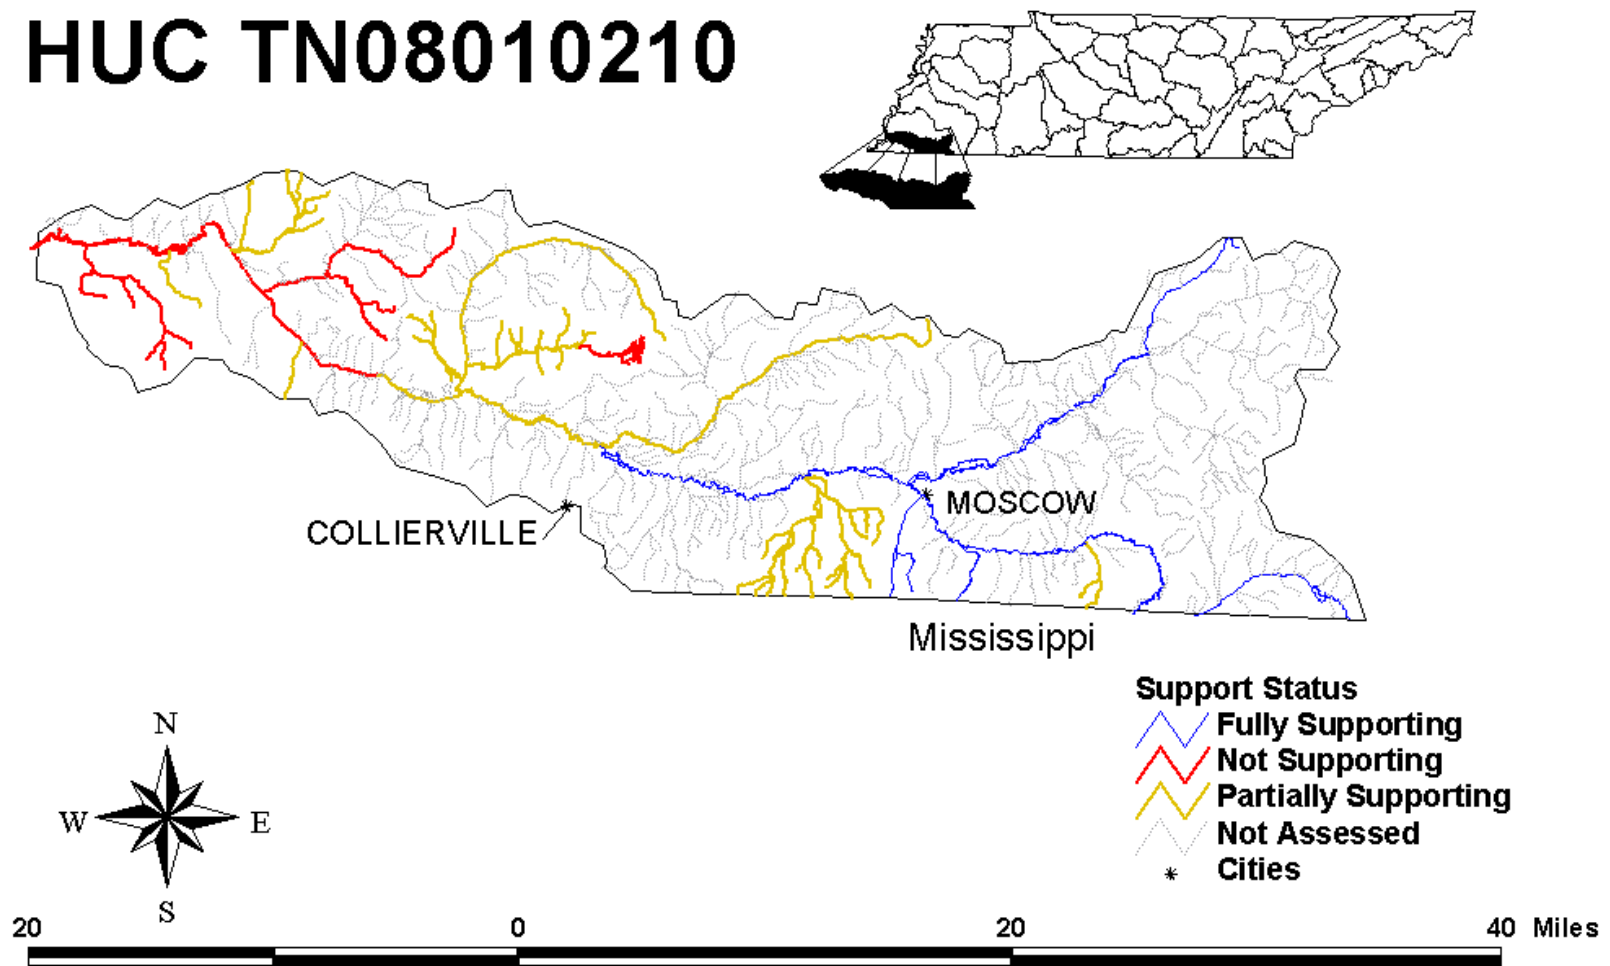 HUC TN08010210
MOSCOW
COLLIERVILLE
Mississippi
Support Status
Fully Supporting
Not Supporting
Partially Supporting
Not Assessed
Cities
N
W E
S
20 0 20 40 Miles